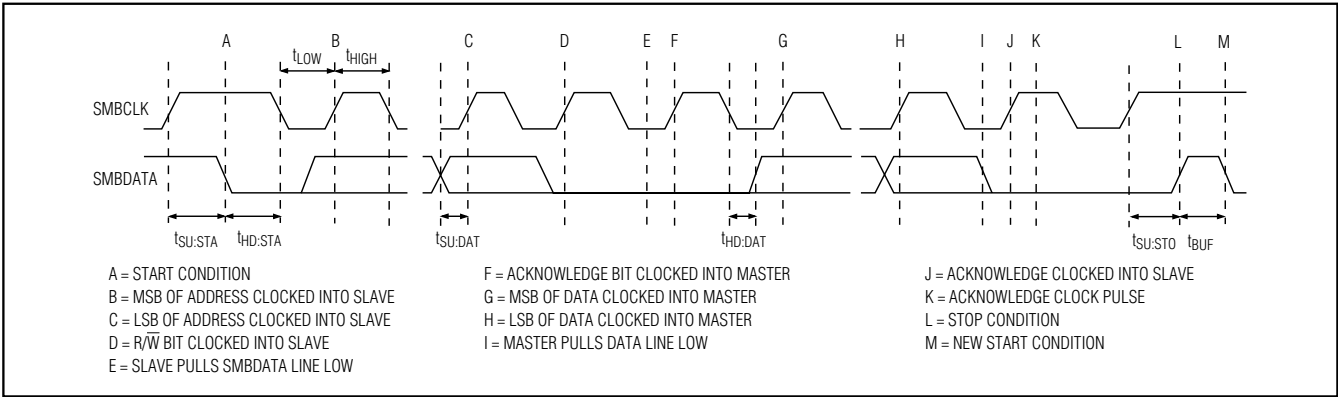 A B C D E F G H I J K L M
tLOW tHIGH
SMBCLK
SMBDATA
tSU:STA tHD:STA tSU:DAT tHD:DAT tSU:STO tBUF
A = START CONDITION
B = MSB OF ADDRESS CLOCKED INTO SLAVE
C = LSB OF ADDRESS CLOCKED INTO SLAVE
D = R/W̅ BIT CLOCKED INTO SLAVE
E = SLAVE PULLS SMBDATA LINE LOW
F = ACKNOWLEDGE BIT CLOCKED INTO MASTER
G = MSB OF DATA CLOCKED INTO MASTER
H = LSB OF DATA CLOCKED INTO MASTER
I = MASTER PULLS DATA LINE LOW
J = ACKNOWLEDGE CLOCKED INTO SLAVE
K = ACKNOWLEDGE CLOCK PULSE
L = STOP CONDITION
M = NEW START CONDITION